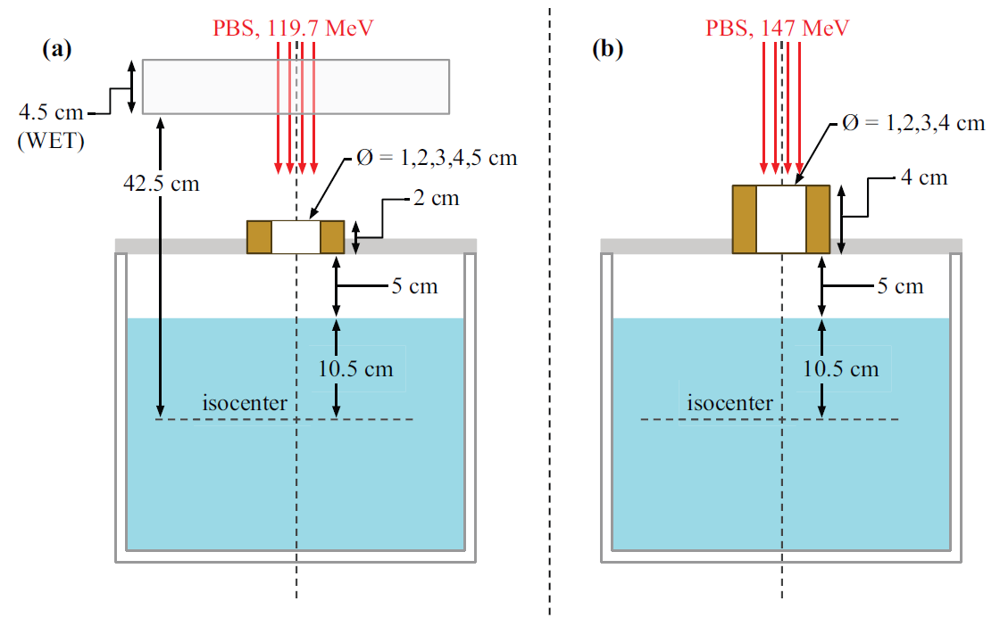 (a)
PBS, 119.7 MeV
4.5 cm
(WET)
42.5 cm
Ø = 1,2,3,4,5 cm
2 cm
5 cm
10.5 cm
isocenter
(b)
PBS, 147 MeV
Ø = 1,2,3,4 cm
4 cm
5 cm
10.5 cm
isocenter